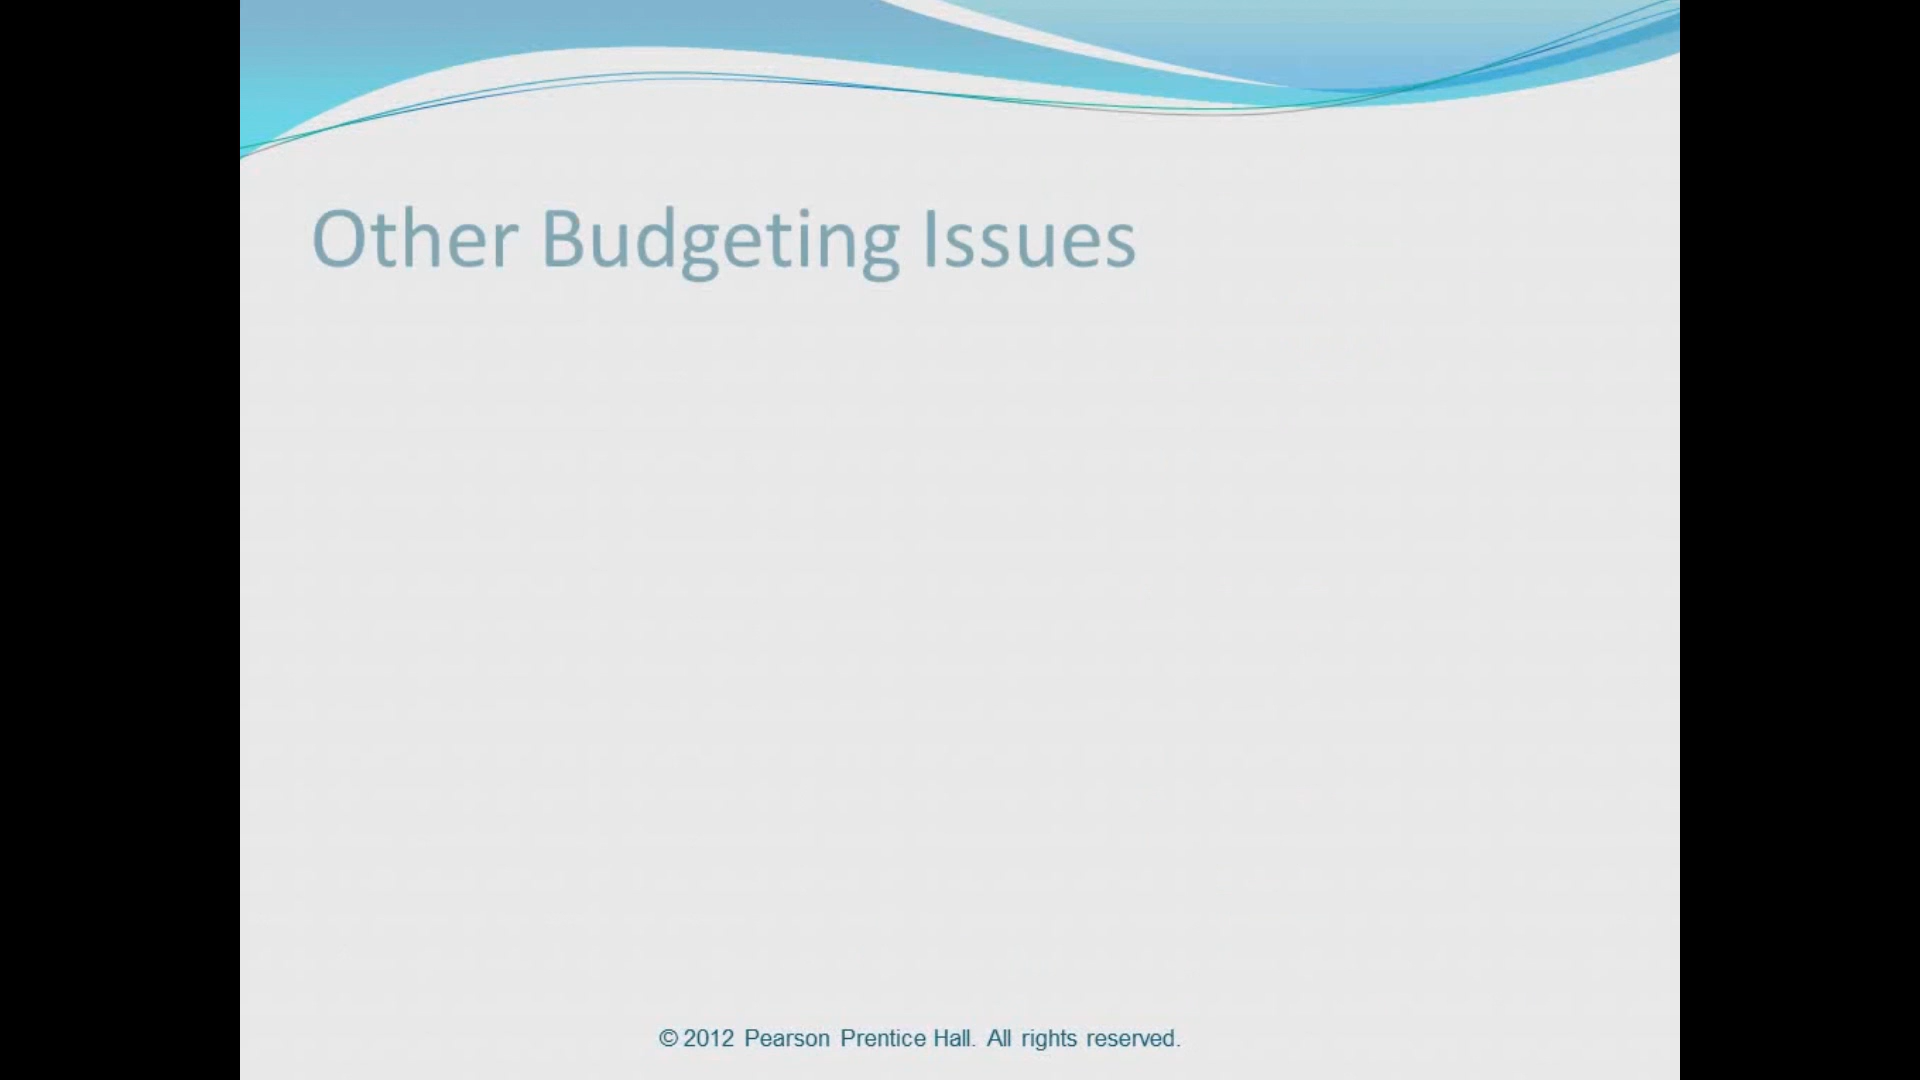 Other Budgeting Issues
© 2012 Pearson Prentice Hall. All rights reserved.